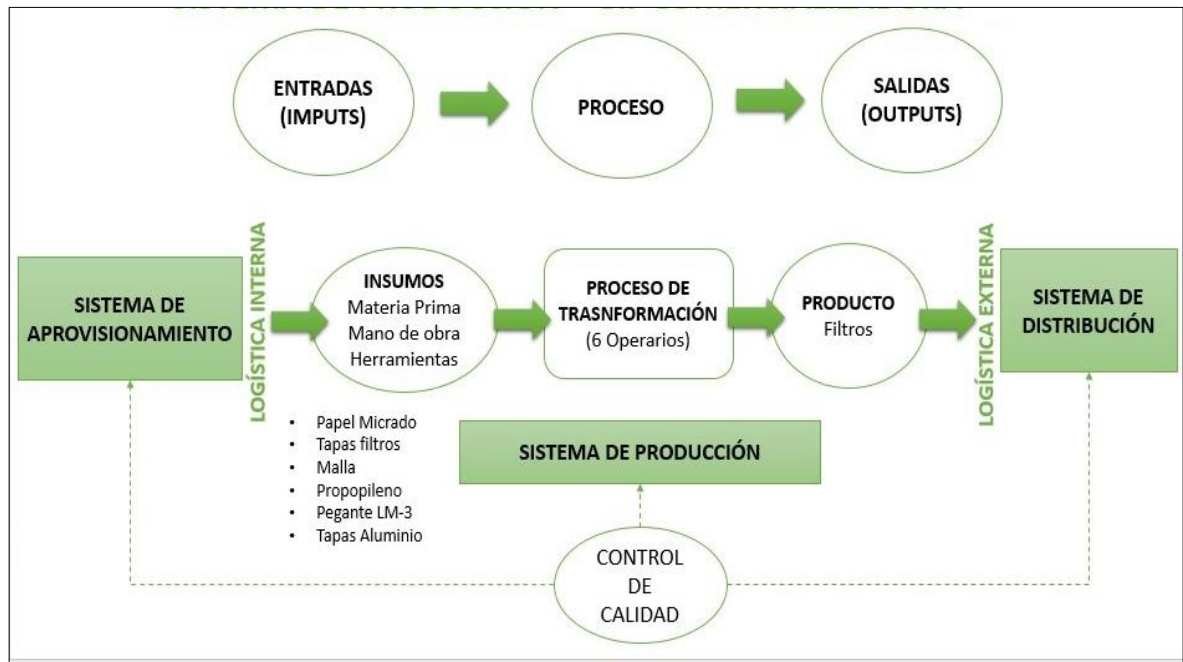 ENTRADAS
(IMPUTS)
PROCESO
SALIDAS
(OUTPUTS)
SISTEMA DE
APROVISIONAMIENTO
LOGÍSTICA INTERNA
INSUMOS
Materia Prima
Mano de obra
Herramientas
PROCESO DE
TRASNFORMACIÓN
(6 Operarios)
PRODUCTO
Filtros
LOGÍSTICA EXTERNA
SISTEMA DE
DISTRIBUCIÓN
• Papel Micrado
• Tapas filtros
• Malla
• Propopileno
• Pegante LM-3
• Tapas Aluminio
SISTEMA DE PRODUCCIÓN
CONTROL
DE
CALIDAD